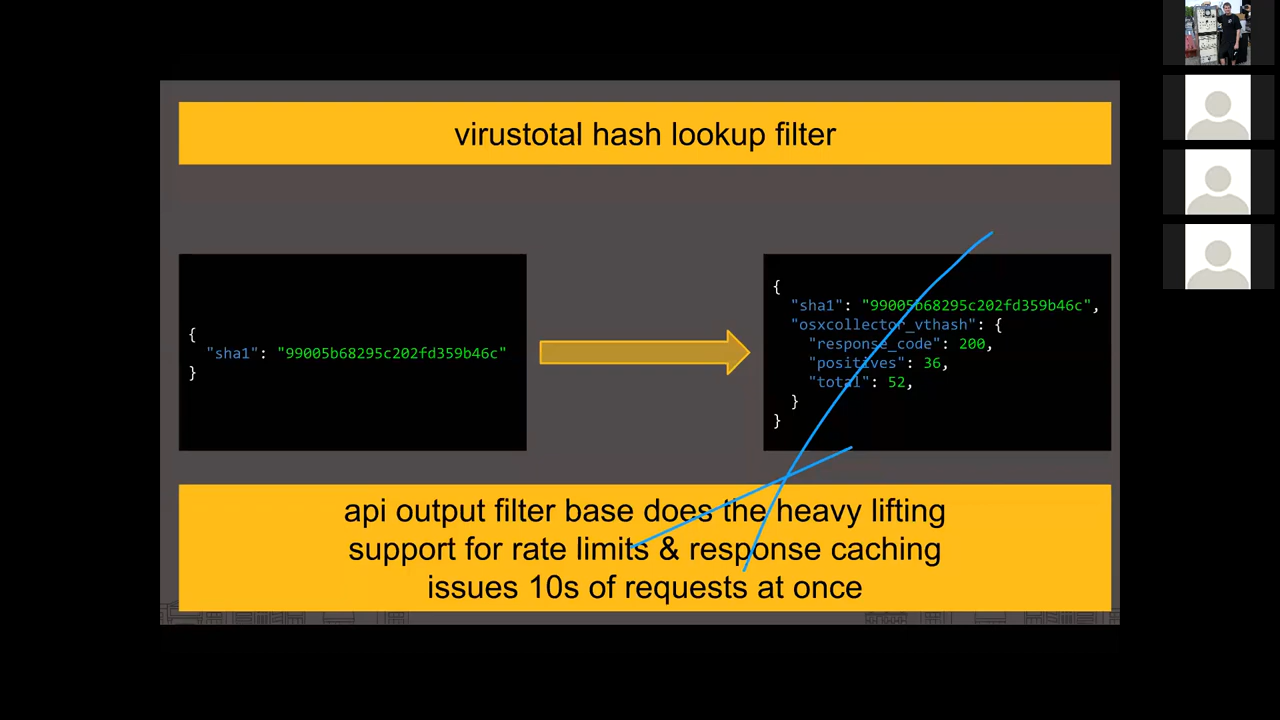 virustotal hash lookup filter
{
"sha1": "99005b68295c202fd359b46c"
}
{
"sha1": "99005b68295c202fd359b46c",
"osxcollector_vthash": {
"response_code": 200,
"positives": 36,
"total": 52,
}
}
api output filter base does the heavy lifting
support for rate limits & response caching
issues 10s of requests at once